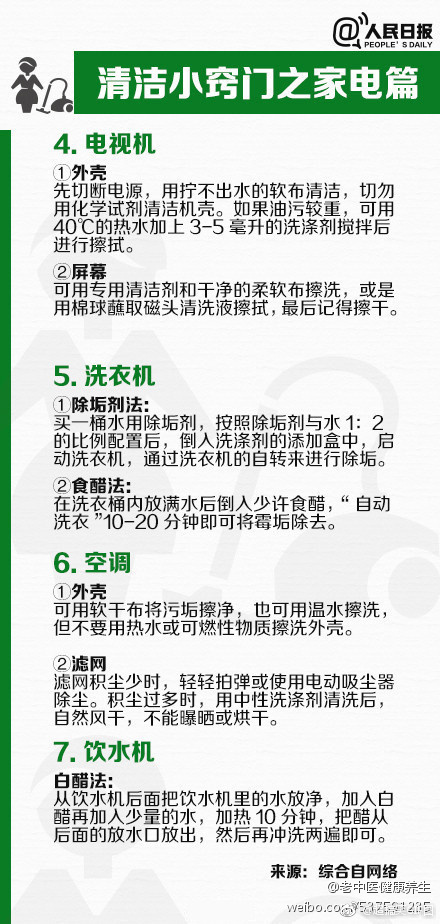 @人民日报
PEOPLE'S DAILY
清洁小窍门之家电篇
4. 电视机
①外壳
先切断电源，用拧不出水的软布清洁，切勿
用化学试剂清洁机壳。如果油污较重，可用
40℃的热水加上 3-5 毫升的洗涤剂搅拌后
进行擦拭。
②屏幕
可用专用清洁剂和干净的柔软布擦洗，或是
用棉球蘸取磁头清洗液擦拭，最后记得擦干。
5. 洗衣机
①除垢剂法：
买一桶水用除垢剂，按照除垢剂与水 1：2
的比例配置后，倒入洗涤剂的添加盒中，启
动洗衣机，通过洗衣机的自转来进行除垢。
②食醋法：
在洗衣桶内放满水后倒入少许食醋，“ 自动
洗衣 ”10-20 分钟即可将霉垢除去。
6. 空调
①外壳
可用软干布将污垢擦净，也可用温水擦洗，
但不要用热水或可燃性物质擦洗外壳。
②滤网
滤网积尘少时，轻轻拍弹或使用电动吸尘器
除尘。积尘过多时，用中性洗涤剂清洗后，
自然风干，不能曝晒或烘干。
7. 饮水机
白醋法：
从饮水机后面把饮水机里的水放净，加入白
醋再加入少量的水，加热 10 分钟，把醋从
后面的放水口放出，然后再冲洗两遍即可。
来源：综合自网络
@老中医健康养生